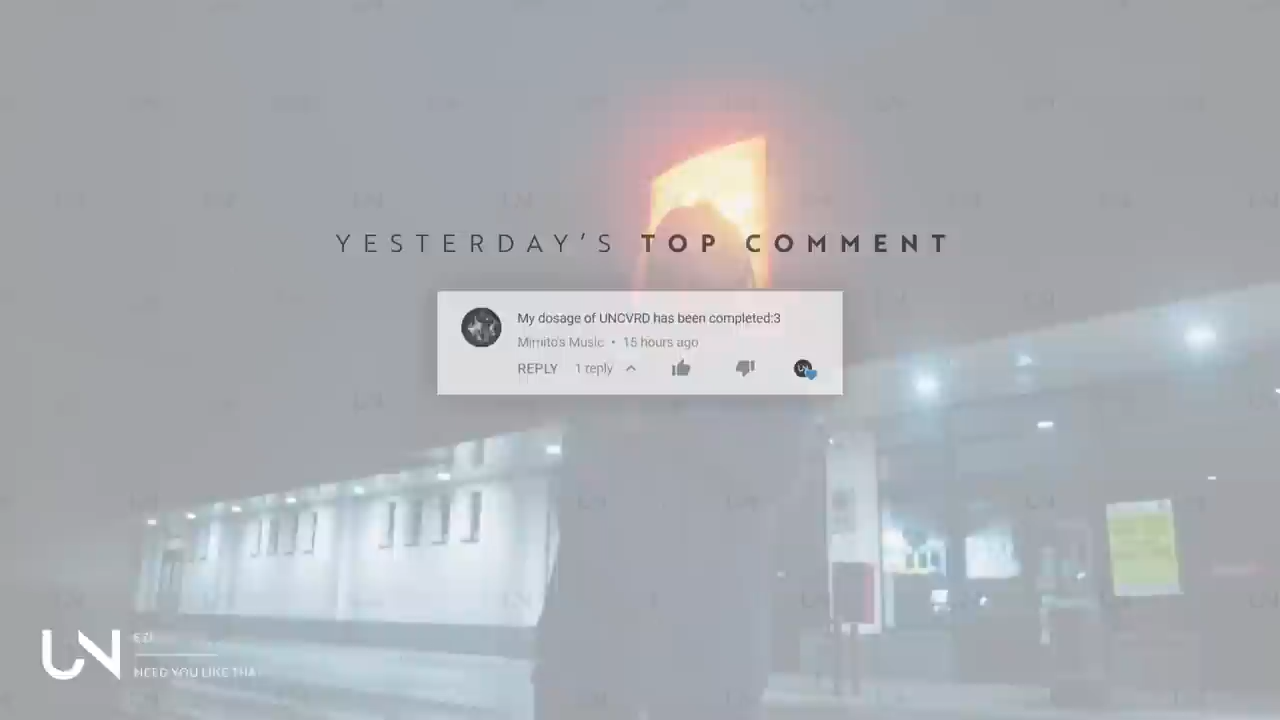 YESTERDAY'S TOP COMMENT
My dosage of UNCVRD has been completed:3
Mimito's Music • 15 hours ago
REPLY 1 reply
UN
EZI
NEED YOU LIKE THA